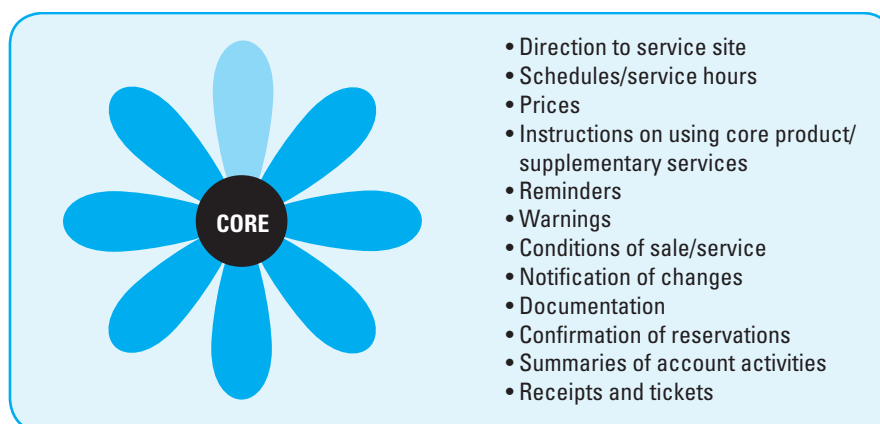 CORE
• Direction to service site
• Schedules/service hours
• Prices
• Instructions on using core product/
supplementary services
• Reminders
• Warnings
• Conditions of sale/service
• Notification of changes
• Documentation
• Confirmation of reservations
• Summaries of account activities
• Receipts and tickets